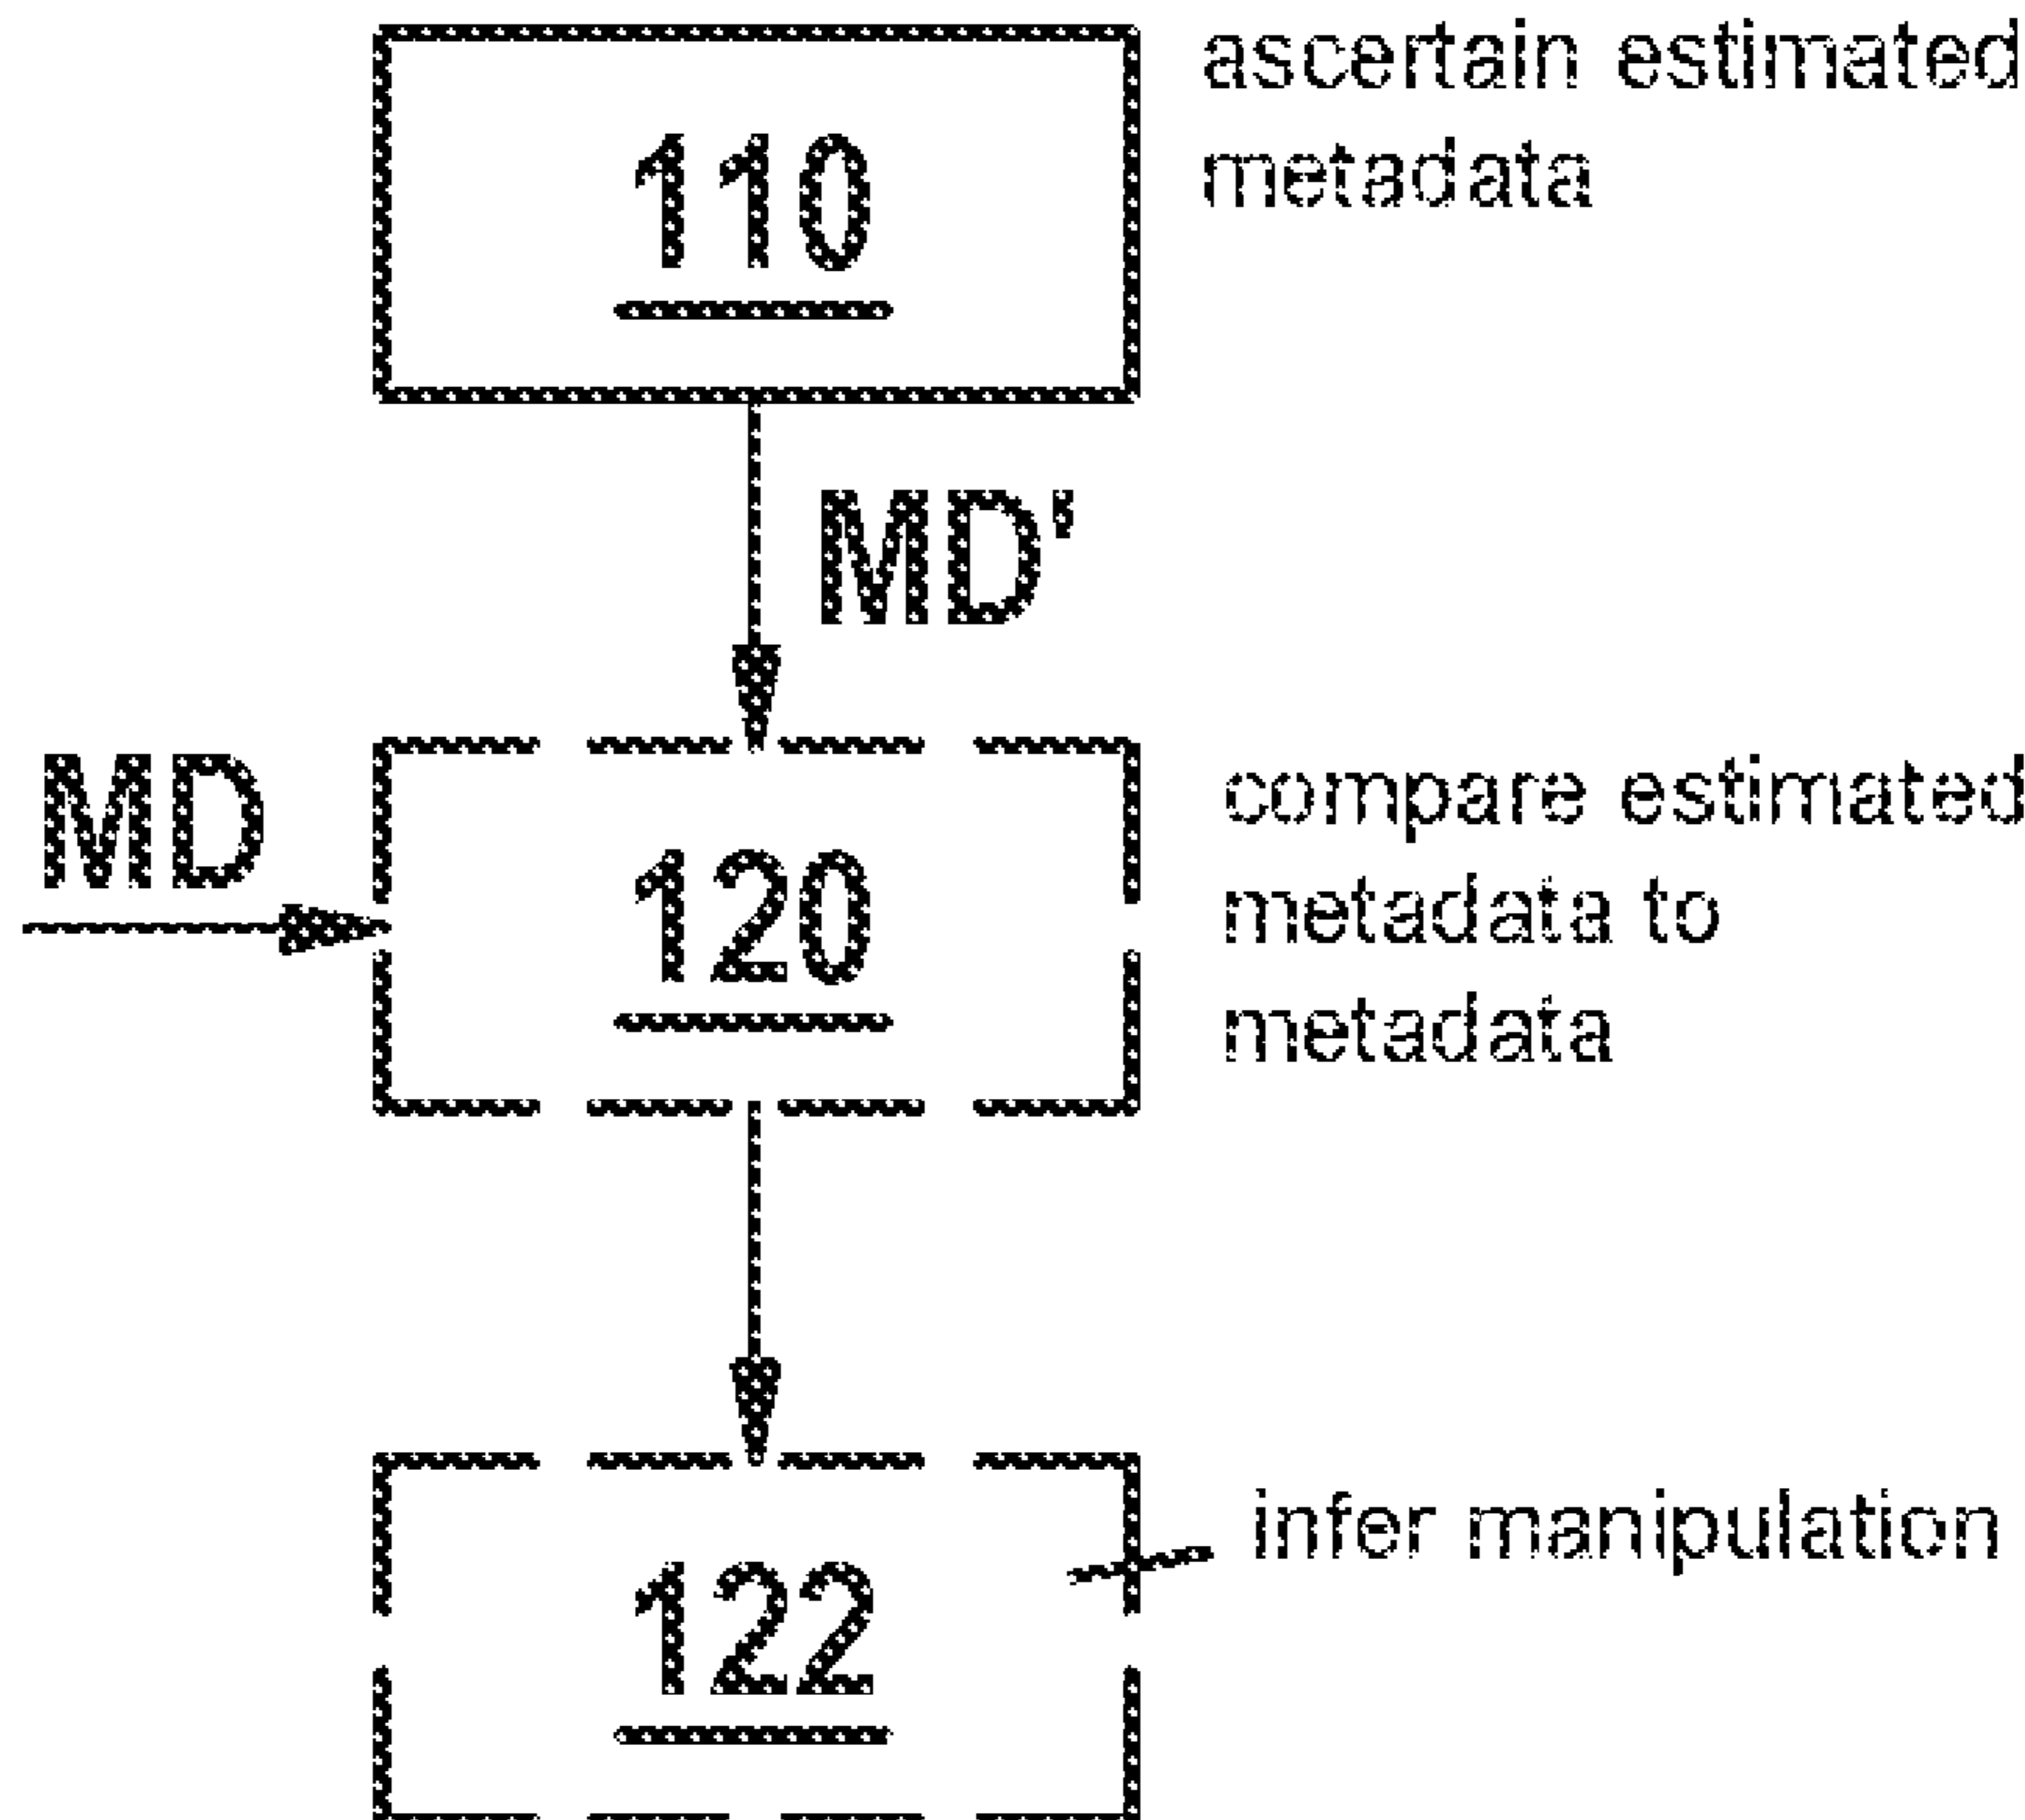 110
ascertain estimated
metadata
MD'
MD
120
compare estimated
metadata to
metadata
122
infer manipulation